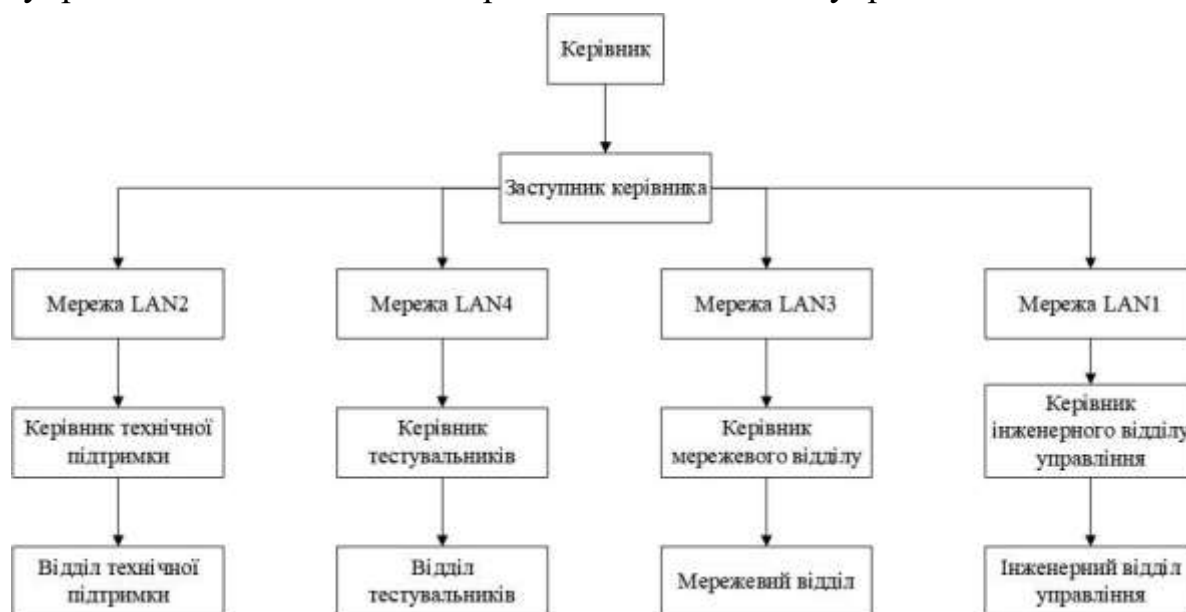 Керівник
Заступник керівника
Мережа LAN2
Мережа LAN4
Мережа LAN3
Мережа LAN1
Керівник технічної
підтримки
Керівник
тестувальників
Керівник
мережевого відділу
Керівник
інженерного відділу
управління
Відділ технічної
підтримки
Відділ
тестувальників
Мережевий відділ
Інженерний відділ
управління